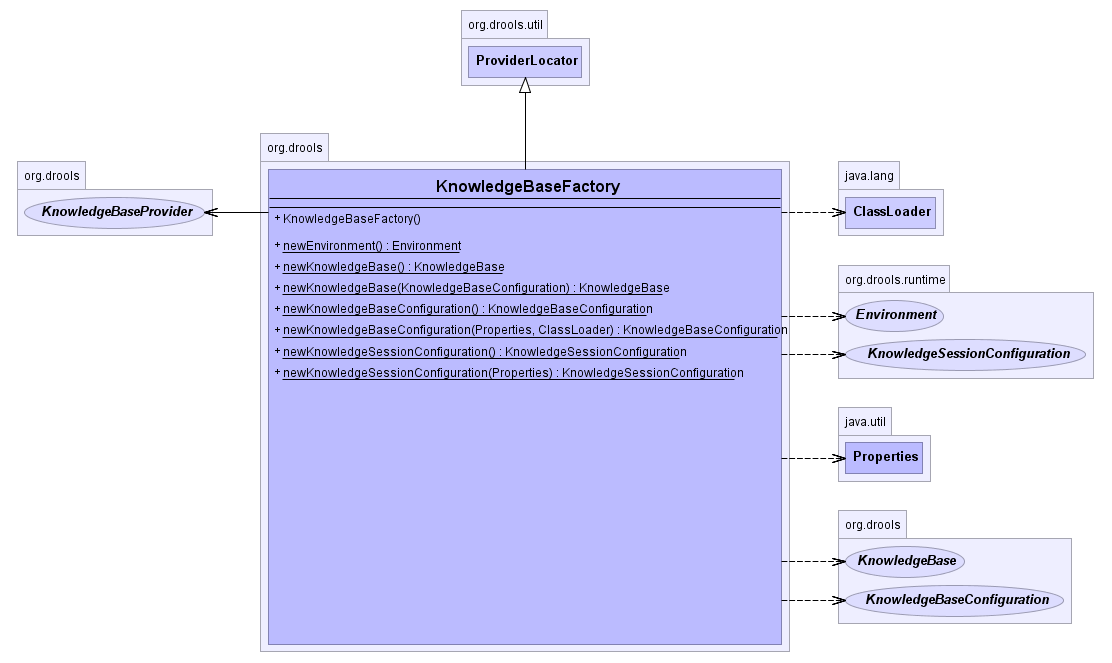 org.drools.util
ProviderLocator
org.drools
KnowledgeBaseProvider
org.drools
KnowledgeBaseFactory
+ KnowledgeBaseFactory()
+ newEnvironment() : Environment
+ newKnowledgeBase() : KnowledgeBase
+ newKnowledgeBase(KnowledgeBaseConfiguration) : KnowledgeBase
+ newKnowledgeBaseConfiguration() : KnowledgeBaseConfiguration
+ newKnowledgeBaseConfiguration(Properties, ClassLoader) : KnowledgeBaseConfiguration
+ newKnowledgeSessionConfiguration() : KnowledgeSessionConfiguration
+ newKnowledgeSessionConfiguration(Properties) : KnowledgeSessionConfiguration
java.lang
ClassLoader
org.drools.runtime
Environment
KnowledgeSessionConfiguration
java.util
Properties
org.drools
KnowledgeBase
KnowledgeBaseConfiguration